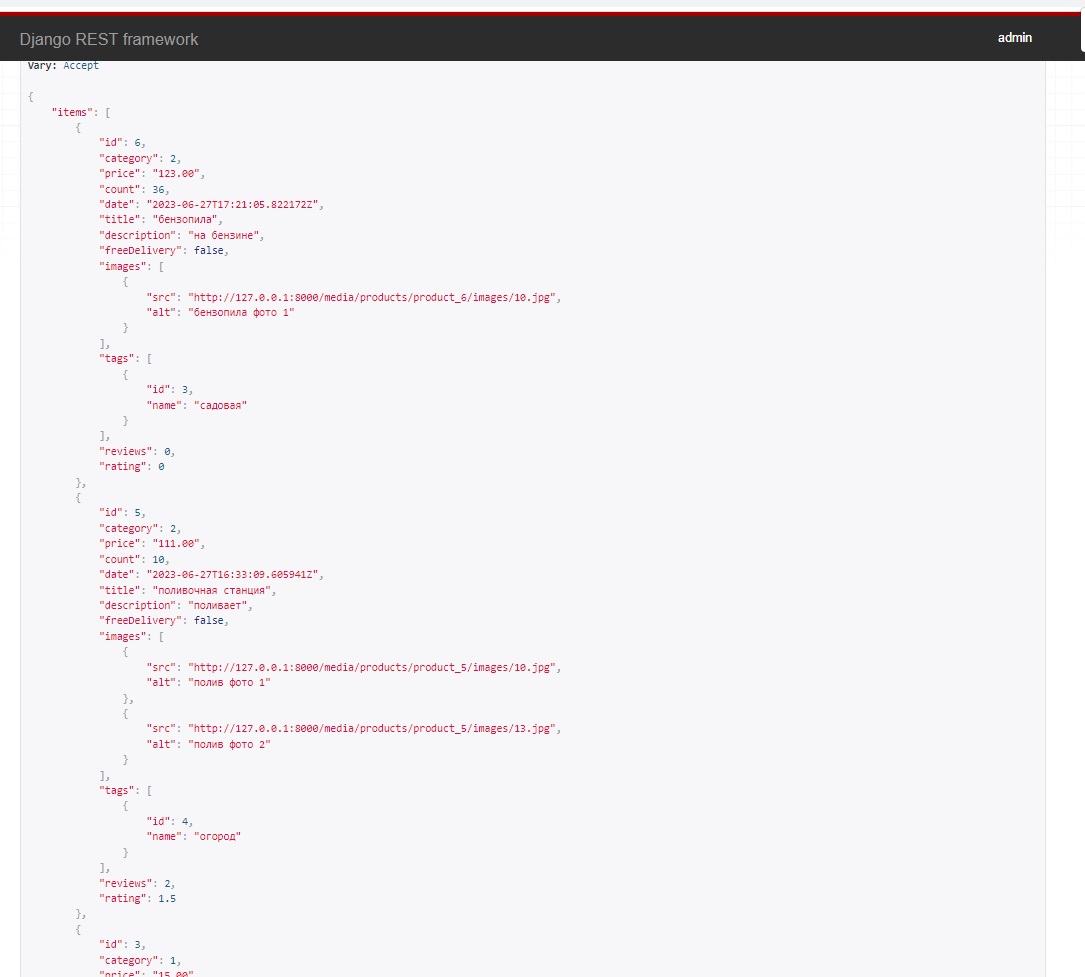 Django REST framework
admin
Vary: Accept
{
"items": [
{
"id": 6,
"category": 2,
"price": "123.00",
"count": 36,
"date": "2023-06-27T17:21:05.822172Z",
"title": "бензопила",
"description": "на бензине",
"freeDelivery": false,
"images": [
{
"src": "http://127.0.0.1:8000/media/products/product_6/images/10.jpg",
"alt": "бензопила фото 1"
}
],
"tags": [
{
"id": 3,
"name": "садовая"
}
],
"reviews": 0,
"rating": 0
},
{
"id": 5,
"category": 2,
"price": "111.00",
"count": 10,
"date": "2023-06-27T16:33:09.605941Z",
"title": "поливочная станция",
"description": "поливает",
"freeDelivery": false,
"images": [
{
"src": "http://127.0.0.1:8000/media/products/product_5/images/10.jpg",
"alt": "полив фото 1"
},
{
"src": "http://127.0.0.1:8000/media/products/product_5/images/13.jpg",
"alt": "полив фото 2"
}
],
"tags": [
{
"id": 4,
"name": "огород"
}
],
"reviews": 2,
"rating": 1.5
},
{
"id": 3,
"category": 1,
"price": "15.00"